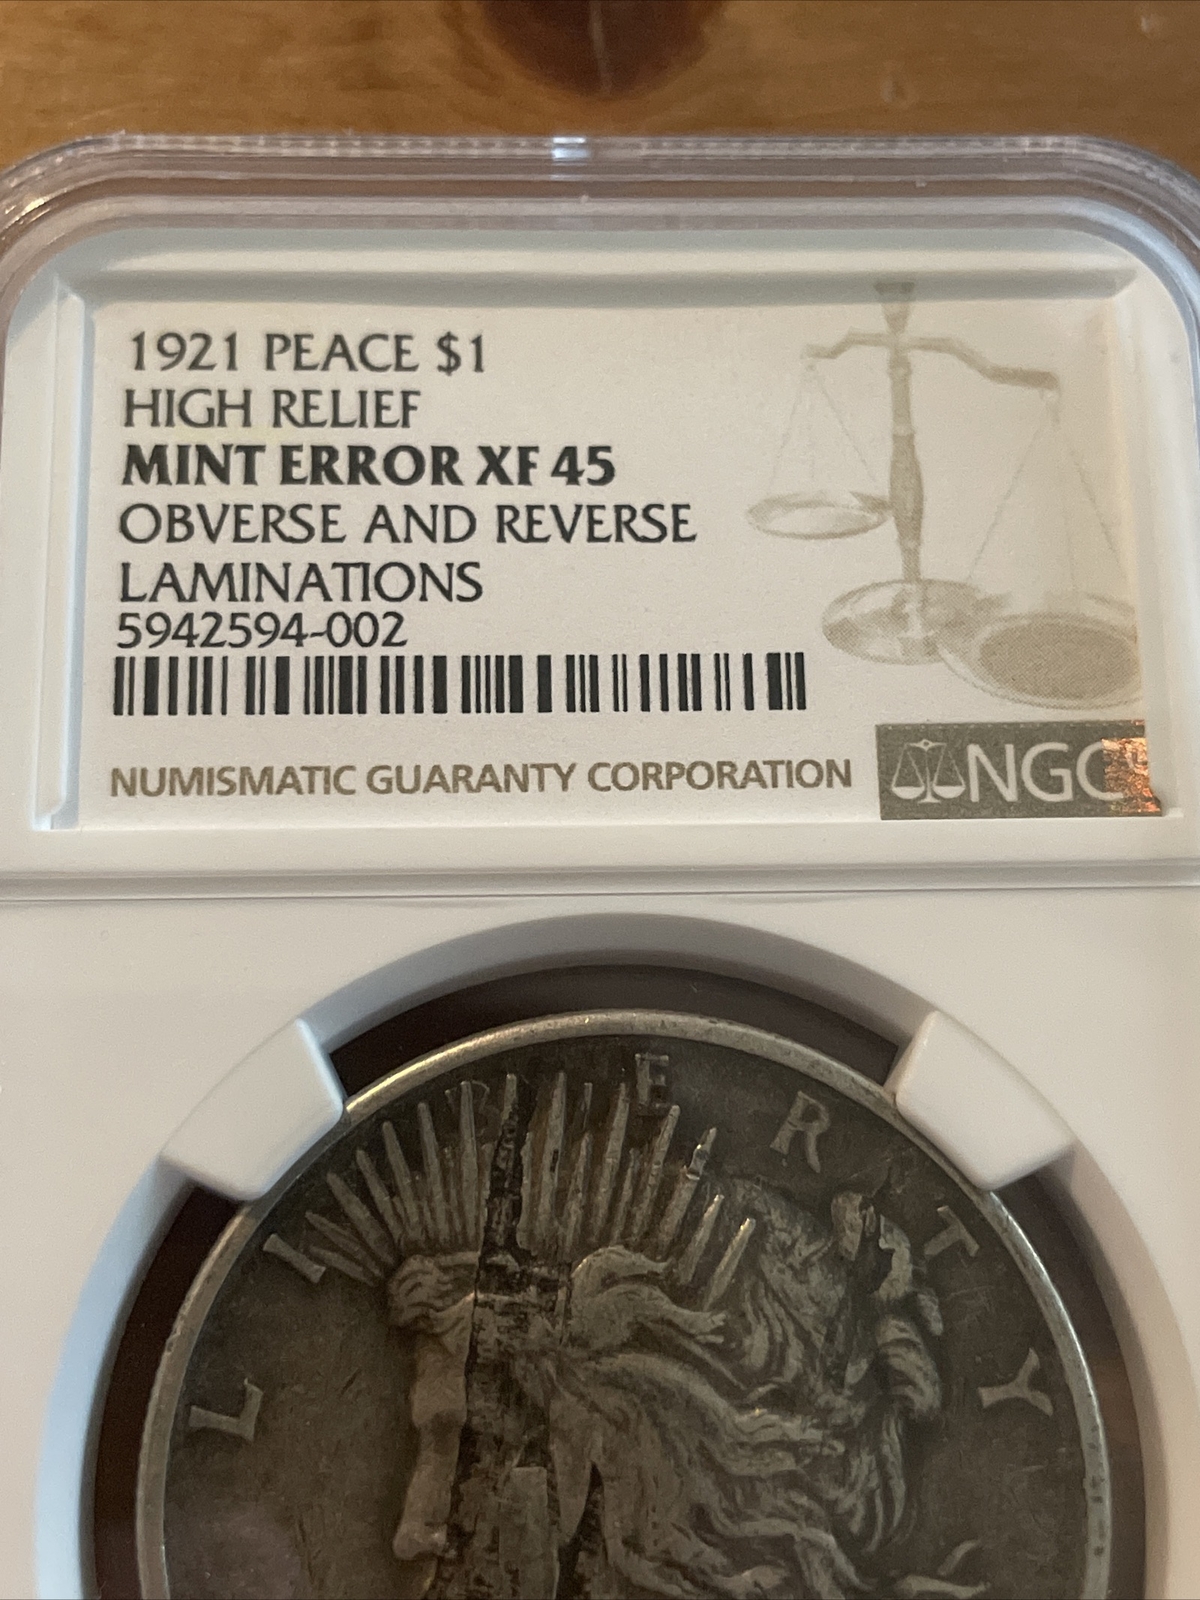 1921 PEACE $1
HIGH RELIEF
MINT ERROR XF 45
OBVERSE AND REVERSE
LAMINATIONS
5942594-002
NUMISMATIC GUARANTY CORPORATION
NGC
LIBERTY